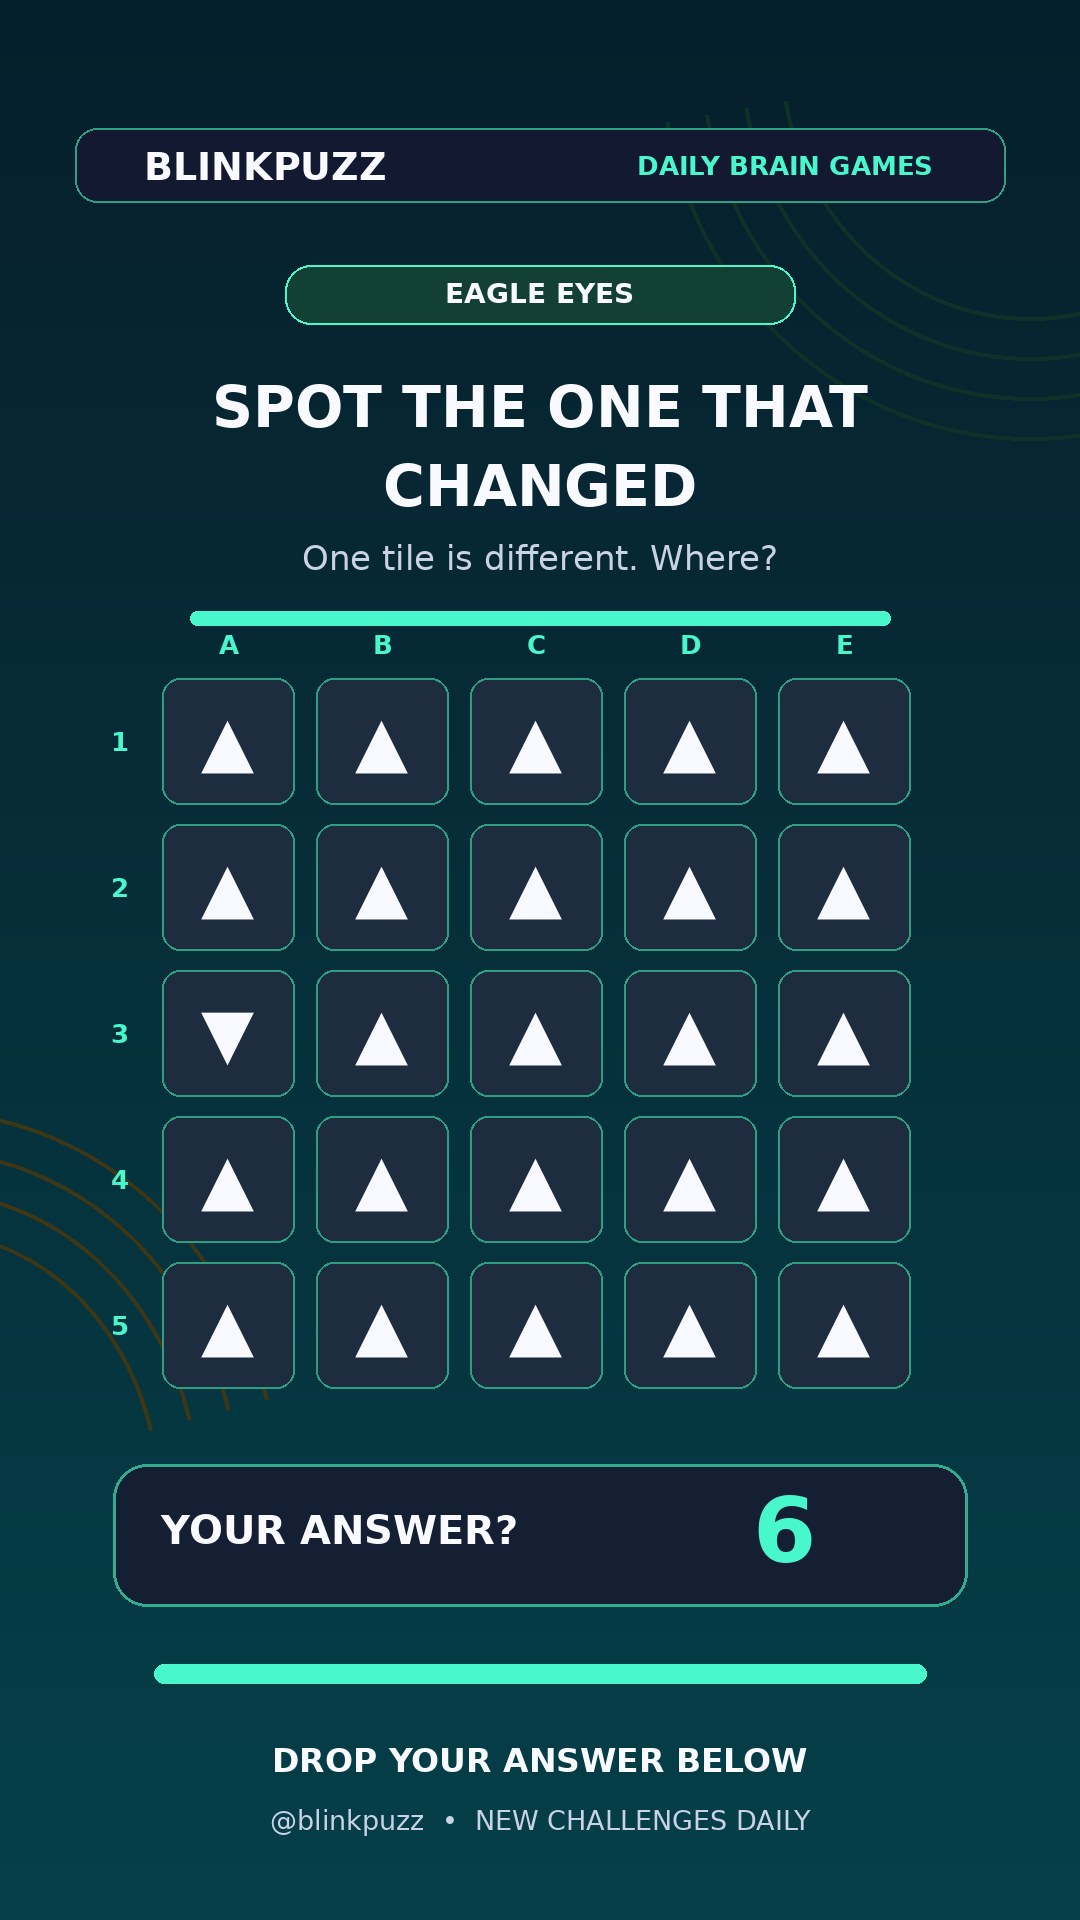 BLINKPUZZ DAILY BRAIN GAMES
EAGLE EYES
SPOT THE ONE THAT
CHANGED
One tile is different. Where?
A B C D E
1 ▲ ▲ ▲ ▲ ▲
2 ▲ ▲ ▲ ▲ ▲
3 ▼ ▲ ▲ ▲ ▲
4 ▲ ▲ ▲ ▲ ▲
5 ▲ ▲ ▲ ▲ ▲
YOUR ANSWER? 6
DROP YOUR ANSWER BELOW
@blinkpuzz • NEW CHALLENGES DAILY